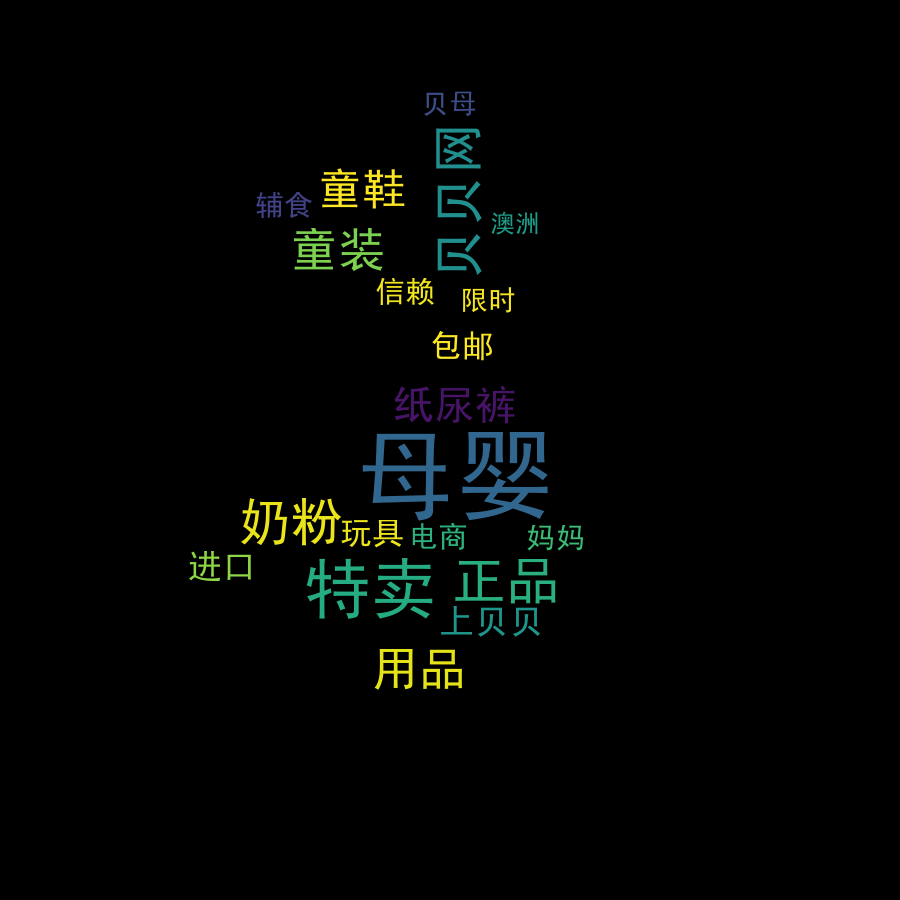 贝母
贝贝网
童鞋
辅食
澳洲
童装
信赖
限时
包邮
纸尿裤
母婴
奶粉
玩具
电商
妈妈
进口
特卖
正品
上贝贝
用品